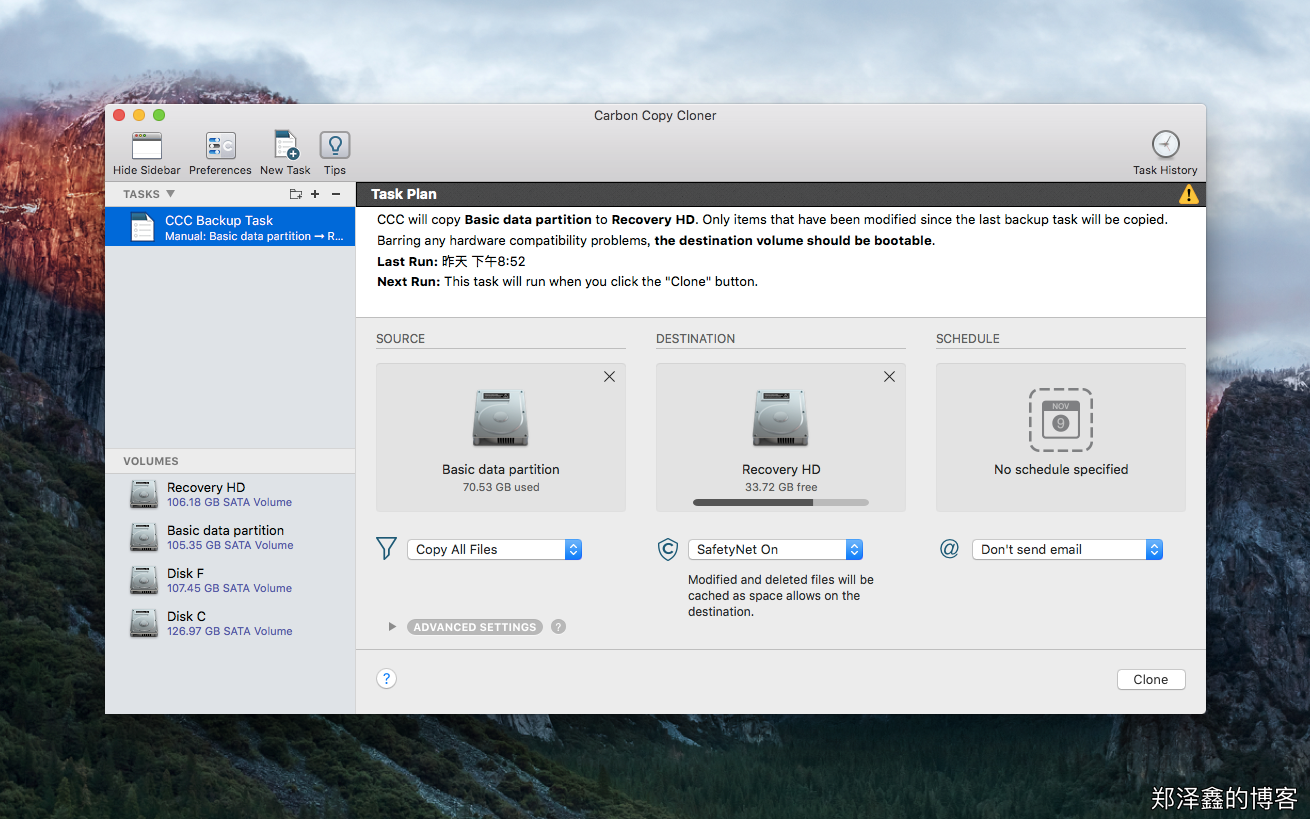 Carbon Copy Cloner
Hide Sidebar
Preferences
New Task
Tips
Task History
TASKS
CCC Backup Task
Manual: Basic data partition → R...
VOLUMES
Recovery HD
106.18 GB SATA Volume
Basic data partition
105.35 GB SATA Volume
Disk F
107.45 GB SATA Volume
Disk C
126.97 GB SATA Volume
Task Plan
CCC will copy Basic data partition to Recovery HD. Only items that have been modified since the last backup task will be copied.
Barring any hardware compatibility problems, the destination volume should be bootable.
Last Run: 昨天 下午8:52
Next Run: This task will run when you click the "Clone" button.
SOURCE
Basic data partition
70.53 GB used
Copy All Files
ADVANCED SETTINGS ?
DESTINATION
Recovery HD
33.72 GB free
SafetyNet On
Modified and deleted files will be
cached as space allows on the
destination.
SCHEDULE
NOV
9
No schedule specified
@ Don't send email
?
Clone
郑泽鑫的博客